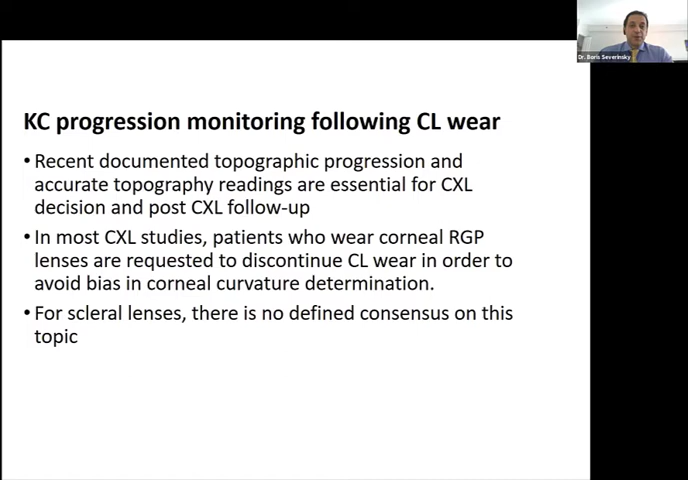 Dr. Boris Severinsky
KC progression monitoring following CL wear
• Recent documented topographic progression and
accurate topography readings are essential for CXL
decision and post CXL follow-up
• In most CXL studies, patients who wear corneal RGP
lenses are requested to discontinue CL wear in order to
avoid bias in corneal curvature determination.
• For scleral lenses, there is no defined consensus on this
topic